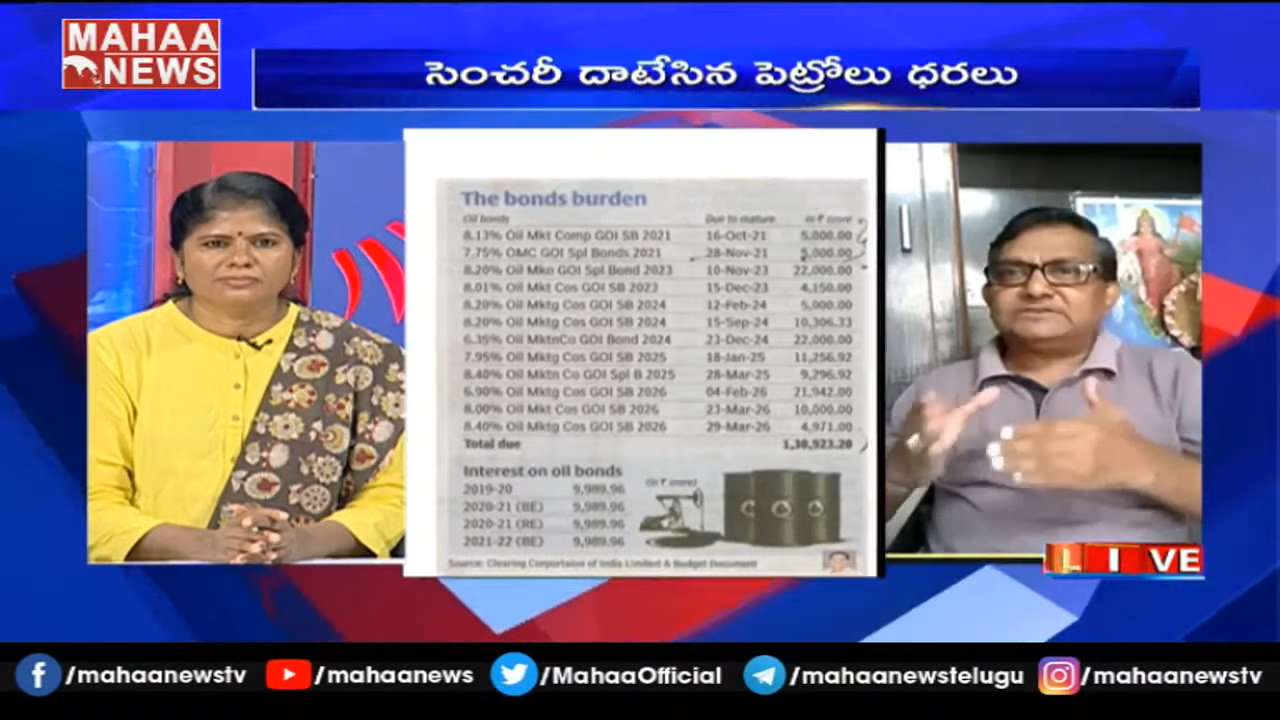 MAHAA
NEWS
సెంచరీ దాటేసిన పెట్రోలు ధరలు
The bonds burden
Oil bonds Due to mature in ₹ crore
8.13% Oil Mkt Comp GOI SB 2021 16-Oct-21 5,000.00
7.75% OMC GOI Spl Bonds 2021 28-Nov-21 5,000.00
8.20% Oil Mkn GOI Spl Bond 2023 10-Nov-23 22,000.00
8.01% Oil Mkt Cos GOI SB 2023 15-Dec-23 4,150.00
8.20% Oil Mktg Cos GOI SB 2024 12-Feb-24 5,000.00
8.20% Oil Mktg Cos GOI SB 2024 15-Sep-24 10,306.33
6.35% Oil MktnCo GOI Bond 2024 23-Dec-24 22,000.00
7.95% Oil Mktg Cos GOI SB 2025 18-Jan-25 11,256.92
8.40% Oil Mktn Co GOI Spl B 2025 28-Mar-25 9,296.92
6.90% Oil Mktg Cos GOI SB 2026 04-Feb-26 21,942.00
8.00% Oil Mkt Cos GOI SB 2026 23-Mar-26 10,000.00
8.40% Oil Mktg Cos GOI SB 2026 29-Mar-26 4,971.00
Total due 1,30,923.20
Interest on oil bonds
(in ₹ crore)
2019-20 9,989.96
2020-21 (BE) 9,989.96
2020-21 (RE) 9,989.96
2021-22 (BE) 9,989.96
Source: Clearing Corportaion of India Limited & Budget Document
LIVE
/mahaanewstv /mahaanews /MahaaOfficial /mahaanewstelugu /mahaanewstv